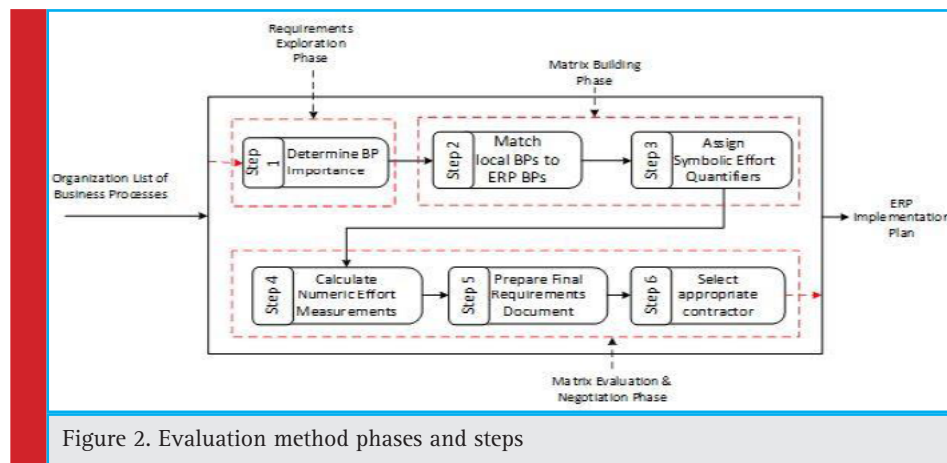 Requirements
Exploration
Phase
Matrix Building
Phase
Organization List of
Business Processes
Step 1
Determine BP
Importance
Step 2
Match
local BPs to
ERP BPs
Step 3
Assign
Symbolic Effort
Quantifiers
ERP
Implementation
Plan
Step 4
Calculate
Numeric Effort
Measurements
Step 5
Prepare Final
Requirements
Document
Step 6
Select
appropriate
contractor
Matrix Evaluation &
Negotiation Phase
Figure 2. Evaluation method phases and steps